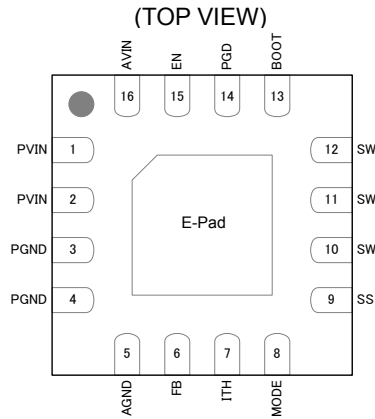 (TOP VIEW)
AVIN EN PGD BOOT
16 15 14 13
PVIN 1 12 SW
PVIN 2 11 SW
E-Pad
PGND 3 10 SW
PGND 4 9 SS
5 6 7 8
AGND FB ITH MODE